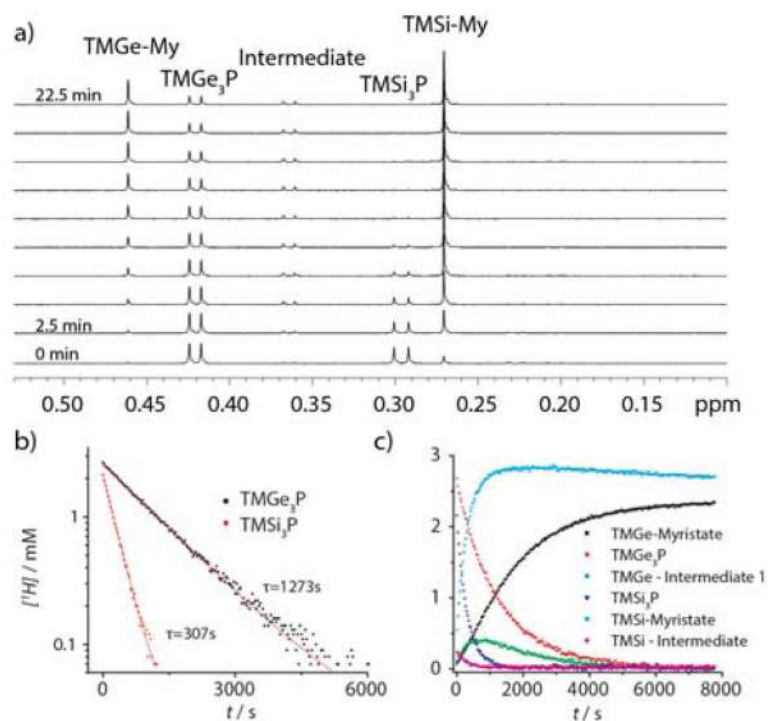 a)
TMSi-My
TMGe-My
Intermediate
TMGe₃P
TMSi₃P
22.5 min
2.5 min
0 min
0.50 0.45 0.40 0.35 0.30 0.25 0.20 0.15 ppm
b)
[¹H] / mM
1
0.1
TMGe₃P
TMSi₃P
τ=1273s
τ=307s
0 3000 6000
t / s
c)
3
2
1
0
TMGe-Myristate
TMGe₃P
TMGe - Intermediate 1
TMSi₃P
TMSi-Myristate
TMSi - Intermediate
0 2000 4000 6000 8000
t / s